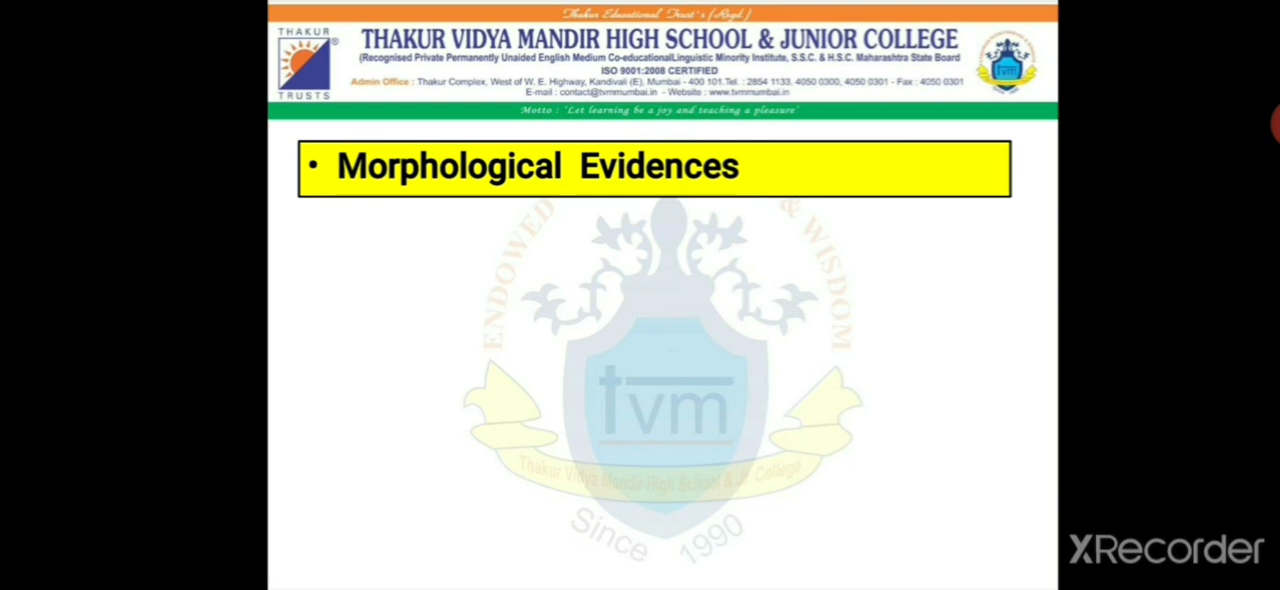 Thakur Educational Trust's (Regd.)
THAKUR
TRUSTS
THAKUR VIDYA MANDIR HIGH SCHOOL & JUNIOR COLLEGE
(Recognised Private Permanently Unaided English Medium Co-educationalLinguistic Minority Institute, S.S.C. & H.S.C. Maharashtra State Board
ISO 9001:2008 CERTIFIED
Admin Office : Thakur Complex, West of W. E. Highway, Kandivali (E), Mumbai - 400 101.Tel. : 2854 1133, 4050 0300, 4050 0301 - Fax : 4050 0301
E-mail : contact@tvmmumbai.in - Website : www.tvmmumbai.in
tvm
Motto : "Let learning be a joy and teaching a pleasure"
• Morphological Evidences
ENDOWED & WISDOM
tvm
Thakur Vidya Mandir High School & Jr. College
Since 1990
XRecorder